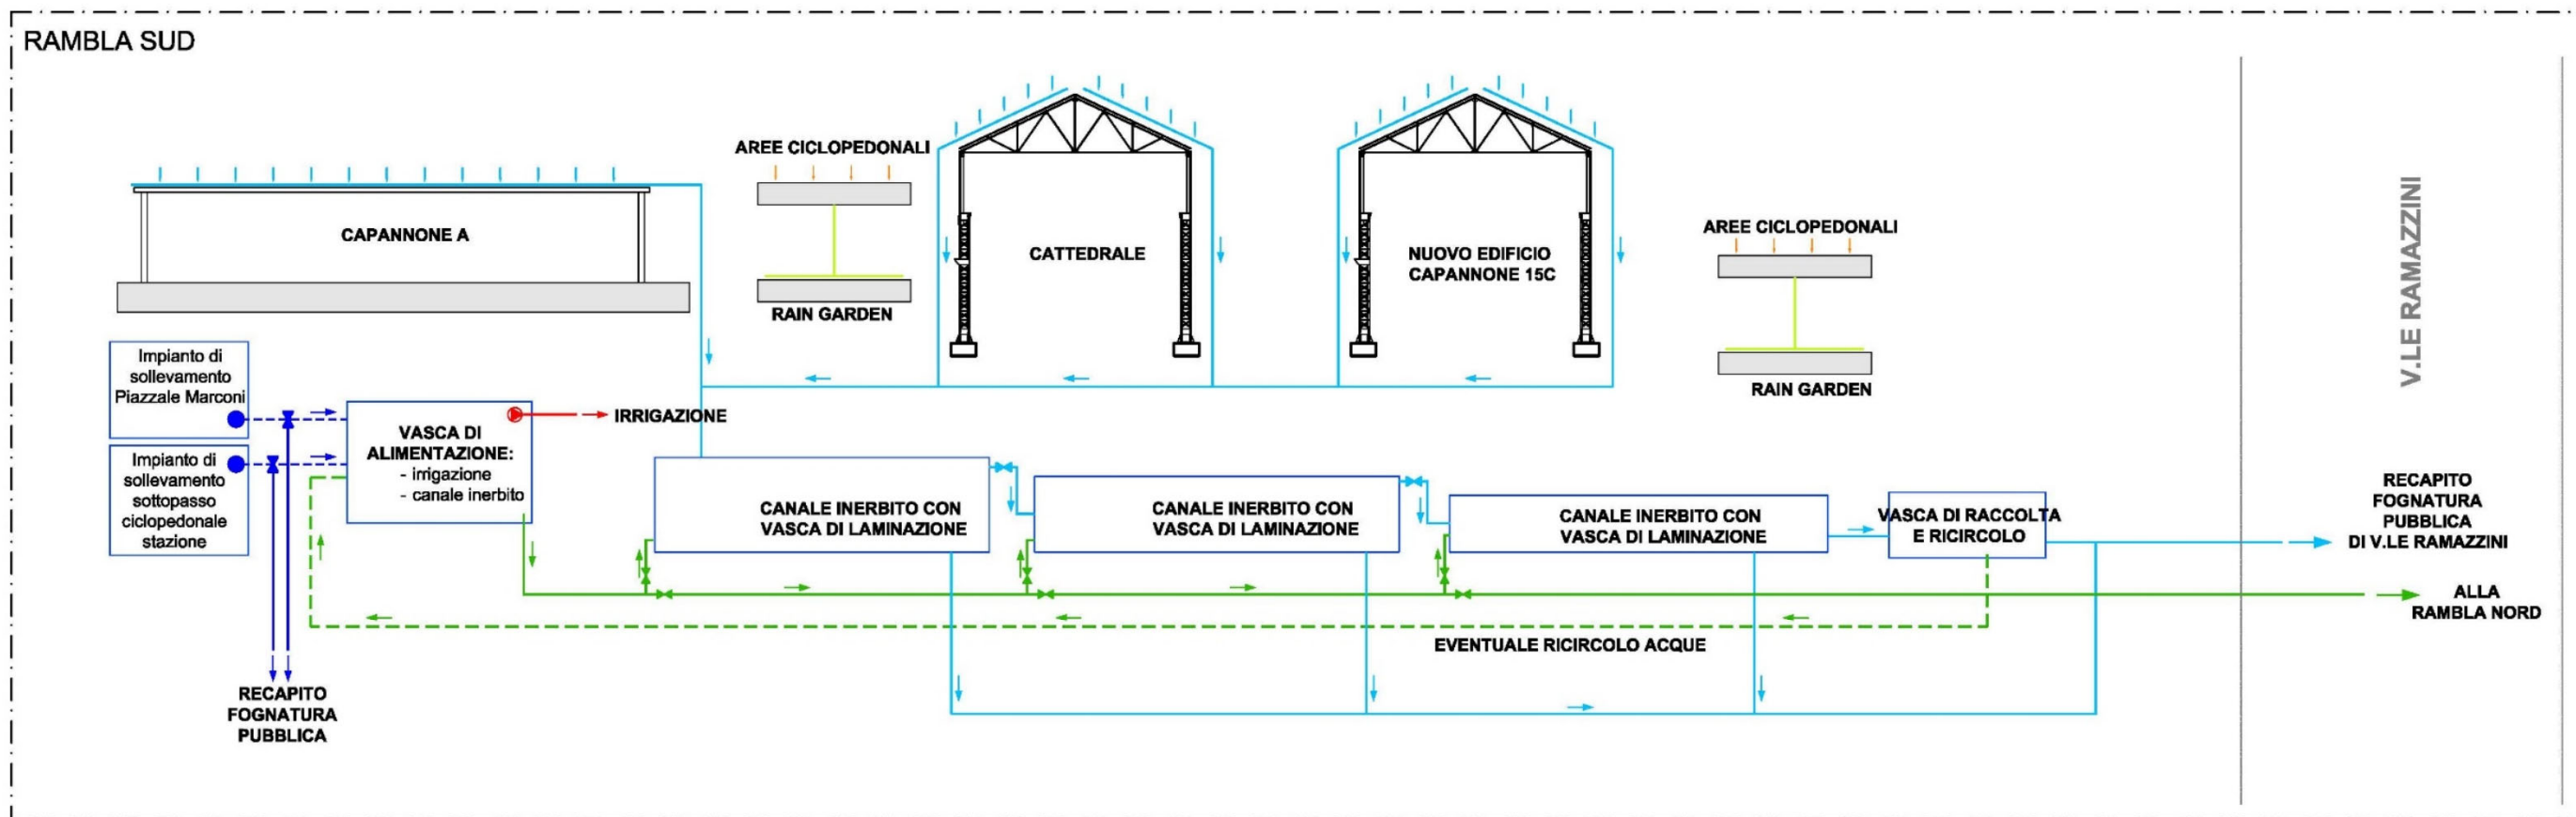 RAMBLA SUD
CAPANNONE A
AREE CICLOPEDONALI
RAIN GARDEN
CATTEDRALE
NUOVO EDIFICIO
CAPANNONE 15C
AREE CICLOPEDONALI
RAIN GARDEN
V.LE RAMAZZINI
Impianto di
sollevamento
Piazzale Marconi
Impianto di
sollevamento
sottopasso
ciclopedonale
stazione
VASCA DI
ALIMENTAZIONE:
- irrigazione
- canale inerbito
IRRIGAZIONE
CANALE INERBITO CON
VASCA DI LAMINAZIONE
CANALE INERBITO CON
VASCA DI LAMINAZIONE
CANALE INERBITO CON
VASCA DI LAMINAZIONE
VASCA DI RACCOLTA
E RICIRCOLO
RECAPITO
FOGNATURA
PUBBLICA
DI V.LE RAMAZZINI
ALLA
RAMBLA NORD
EVENTUALE RICIRCOLO ACQUE
RECAPITO
FOGNATURA
PUBBLICA